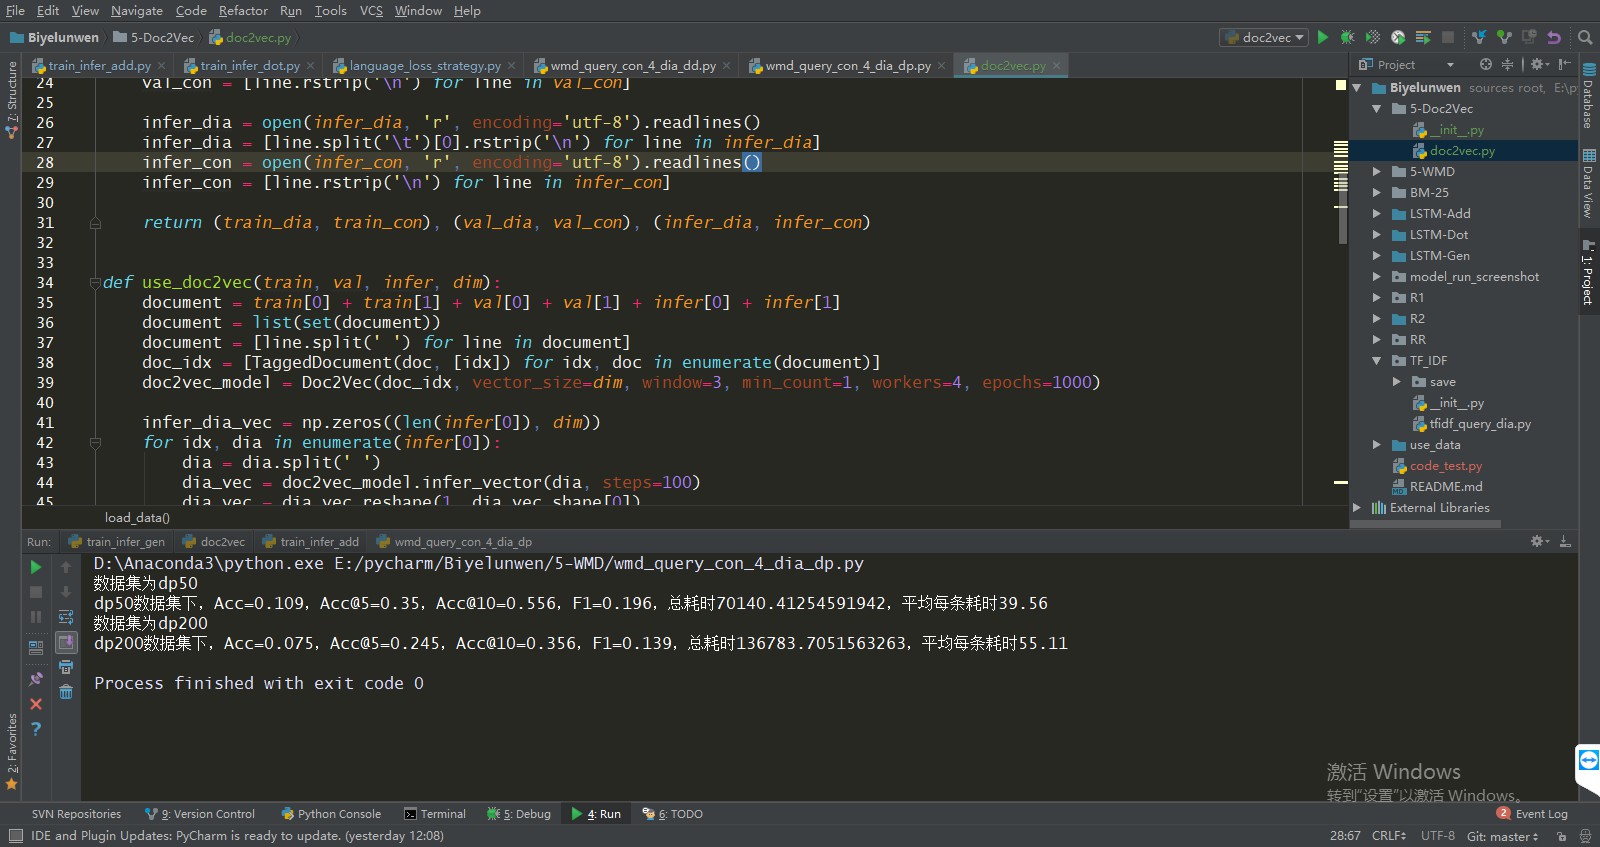 File Edit View Navigate Code Refactor Run Tools VCS Window Help
Biyelunwen 5-Doc2Vec doc2vec.py doc2vec
train_infer_add.py train_infer_dot.py language_loss_strategy.py wmd_query_con_4_dia_dd.py wmd_query_con_4_dia_dp.py doc2vec.py
24 val_con = [line.rstrip('\n') for line in val_con]
25
26 infer_dia = open(infer_dia, 'r', encoding='utf-8').readlines()
27 infer_dia = [line.split('\t')[0].rstrip('\n') for line in infer_dia]
28 infer_con = open(infer_con, 'r', encoding='utf-8').readlines()
29 infer_con = [line.rstrip('\n') for line in infer_con]
30
31 return (train_dia, train_con), (val_dia, val_con), (infer_dia, infer_con)
32
33
34 def use_doc2vec(train, val, infer, dim):
35 document = train[0] + train[1] + val[0] + val[1] + infer[0] + infer[1]
36 document = list(set(document))
37 document = [line.split(' ') for line in document]
38 doc_idx = [TaggedDocument(doc, [idx]) for idx, doc in enumerate(document)]
39 doc2vec_model = Doc2Vec(doc_idx, vector_size=dim, window=3, min_count=1, workers=4, epochs=1000)
40
41 infer_dia_vec = np.zeros((len(infer[0]), dim))
42 for idx, dia in enumerate(infer[0]):
43 dia = dia.split(' ')
44 dia_vec = doc2vec_model.infer_vector(dia, steps=100)
45 dia_vec = dia_vec.reshape(1, dia_vec.shape[0])
load_data()
Z: Structure
2: Favorites
Project
Biyelunwen sources root, E:\p
5-Doc2Vec
__init__.py
doc2vec.py
5-WMD
BM-25
LSTM-Add
LSTM-Dot
LSTM-Gen
model_run_screenshot
R1
R2
RR
TF_IDF
save
__init__.py
tfidf_query_dia.py
use_data
code_test.py
README.md
External Libraries
Database
Data View
1: Project
Run: train_infer_gen doc2vec train_infer_add wmd_query_con_4_dia_dp
D:\Anaconda3\python.exe E:/pycharm/Biyelunwen/5-WMD/wmd_query_con_4_dia_dp.py
数据集为dp50
dp50数据集下，Acc=0.109，Acc@5=0.35，Acc@10=0.556，F1=0.196，总耗时70140.41254591942，平均每条耗时39.56
数据集为dp200
dp200数据集下，Acc=0.075，Acc@5=0.245，Acc@10=0.356，F1=0.139，总耗时136783.7051563263，平均每条耗时55.11
Process finished with exit code 0
激活 Windows
转到“设置”以激活 Windows。
SVN Repositories 9: Version Control Python Console Terminal 5: Debug 4: Run 6: TODO 2 Event Log
IDE and Plugin Updates: PyCharm is ready to update. (yesterday 12:08) 28:67 CRLF UTF-8 Git: master